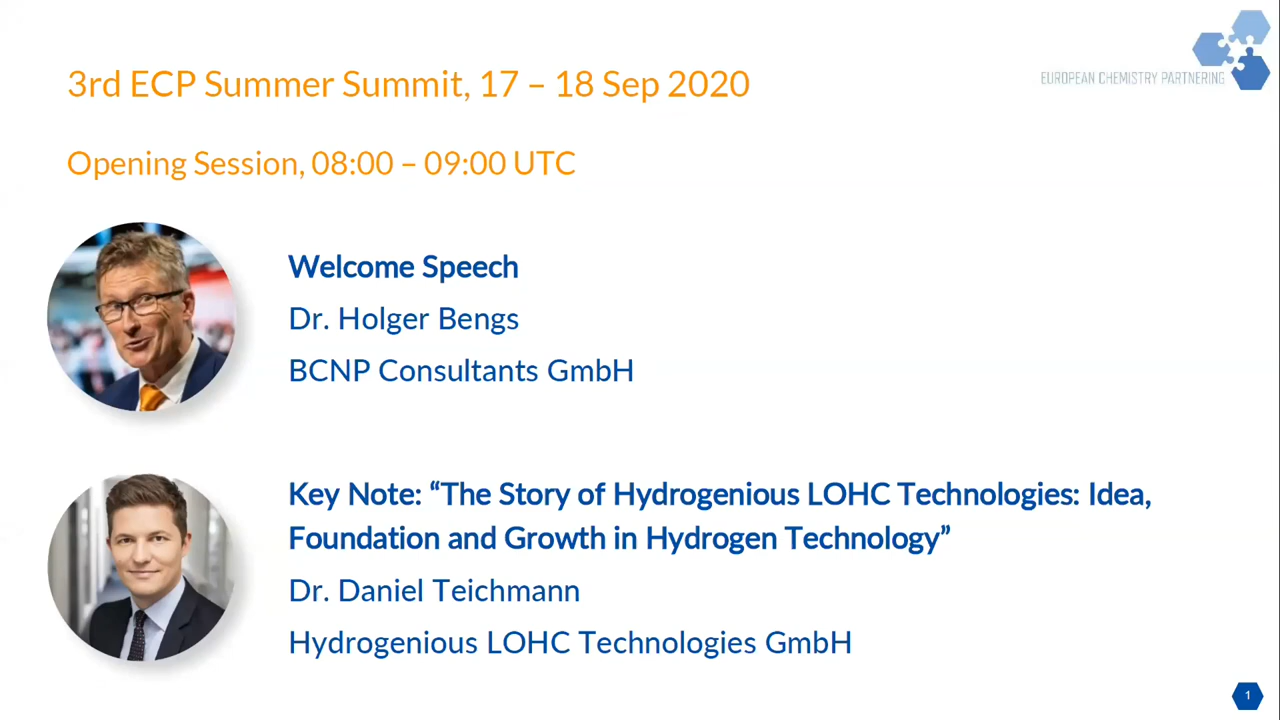 3rd ECP Summer Summit, 17 – 18 Sep 2020
EUROPEAN CHEMISTRY PARTNERING
Opening Session, 08:00 – 09:00 UTC
Welcome Speech
Dr. Holger Bengs
BCNP Consultants GmbH
Key Note: “The Story of Hydrogenious LOHC Technologies: Idea,
Foundation and Growth in Hydrogen Technology”
Dr. Daniel Teichmann
Hydrogenious LOHC Technologies GmbH
1